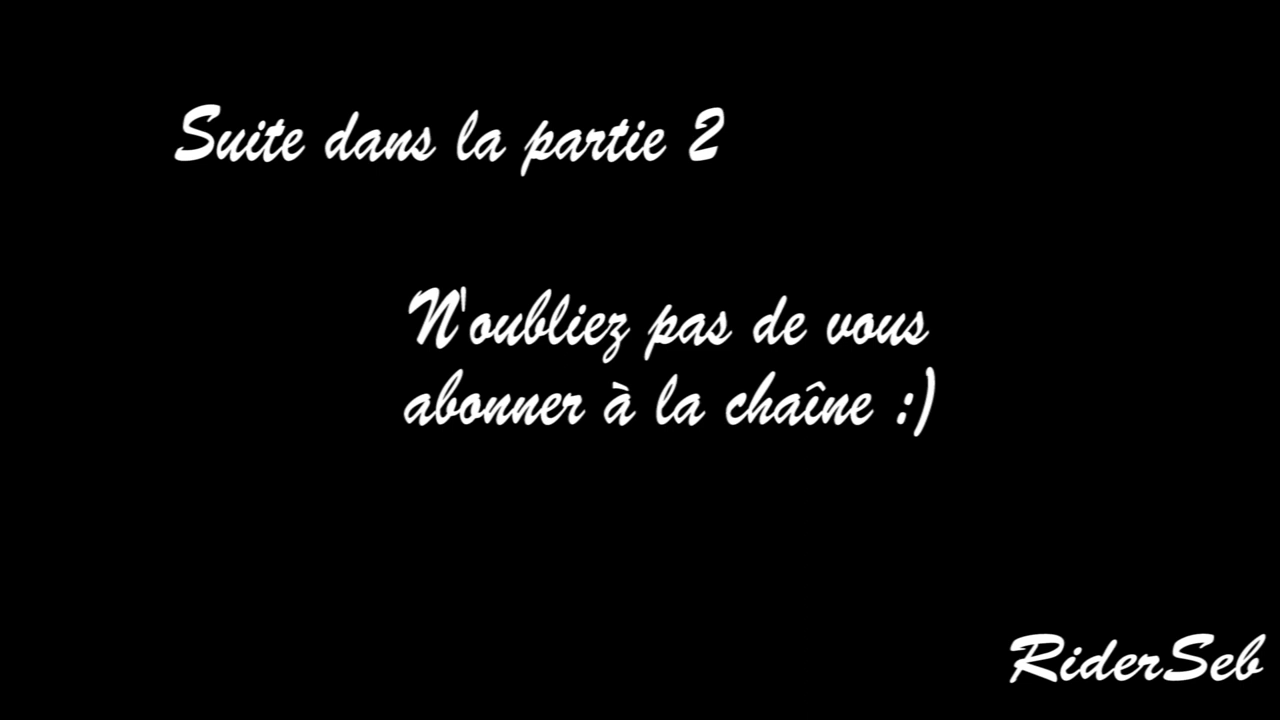 Suite dans la partie 2
N'oubliez pas de vous
abonner à la chaîne :)
RiderSeb